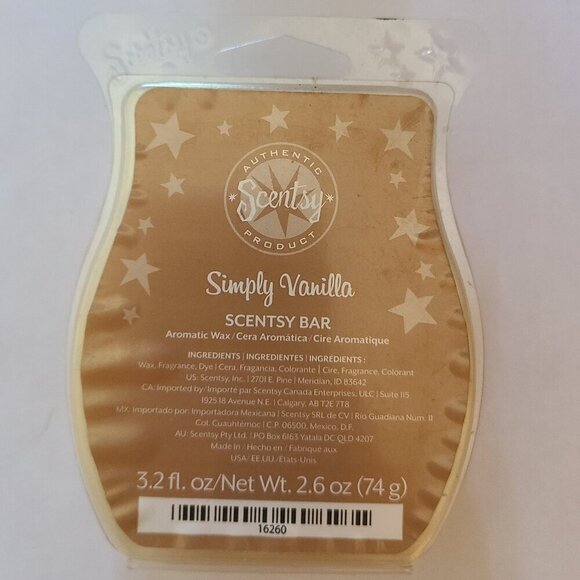 Scentsy
AUTHENTIC
Scentsy
PRODUCT
Simply Vanilla
SCENTSY BAR
Aromatic Wax/Cera Aromática/Cire Aromatique
INGREDIENTS | INGREDIENTES | INGRÉDIENTS :
Wax, Fragrance, Dye | Cera, Fragancia, Colorante | Cire, Fragrance, Colorant
US: Scentsy, Inc. | 2701 E. Pine | Meridian, ID 83642
CA: Imported by/Importé par Scentsy Canada Enterprises, ULC | Suite 115
19251 8 Avenue N.E. | Calgary, AB T2E 7T8
MX: Importado por: Importadora Mexicana | Scentsy SRL de CV | Río Guadiana Núm. 11
Col. Cuauhtémoc | C.P. 06500, Mexico, D.F.
AU: Scentsy Pty Ltd. | PO Box 6163 Yatala DC QLD 4207
Made in / Hecho en / Fabriqué aux
USA/EE.UU./États-Unis
3.2 fl. oz/Net Wt. 2.6 oz (74 g)
16260